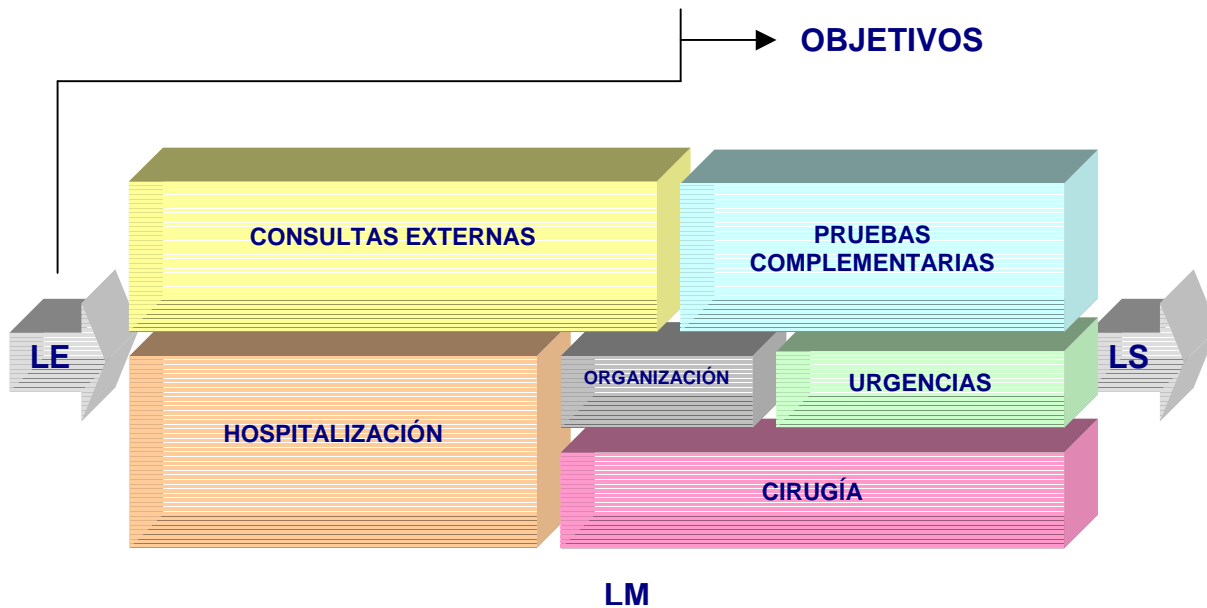 OBJETIVOS
CONSULTAS EXTERNAS
PRUEBAS
COMPLEMENTARIAS
LE
LS
ORGANIZACIÓN
URGENCIAS
HOSPITALIZACIÓN
CIRUGÍA
LM